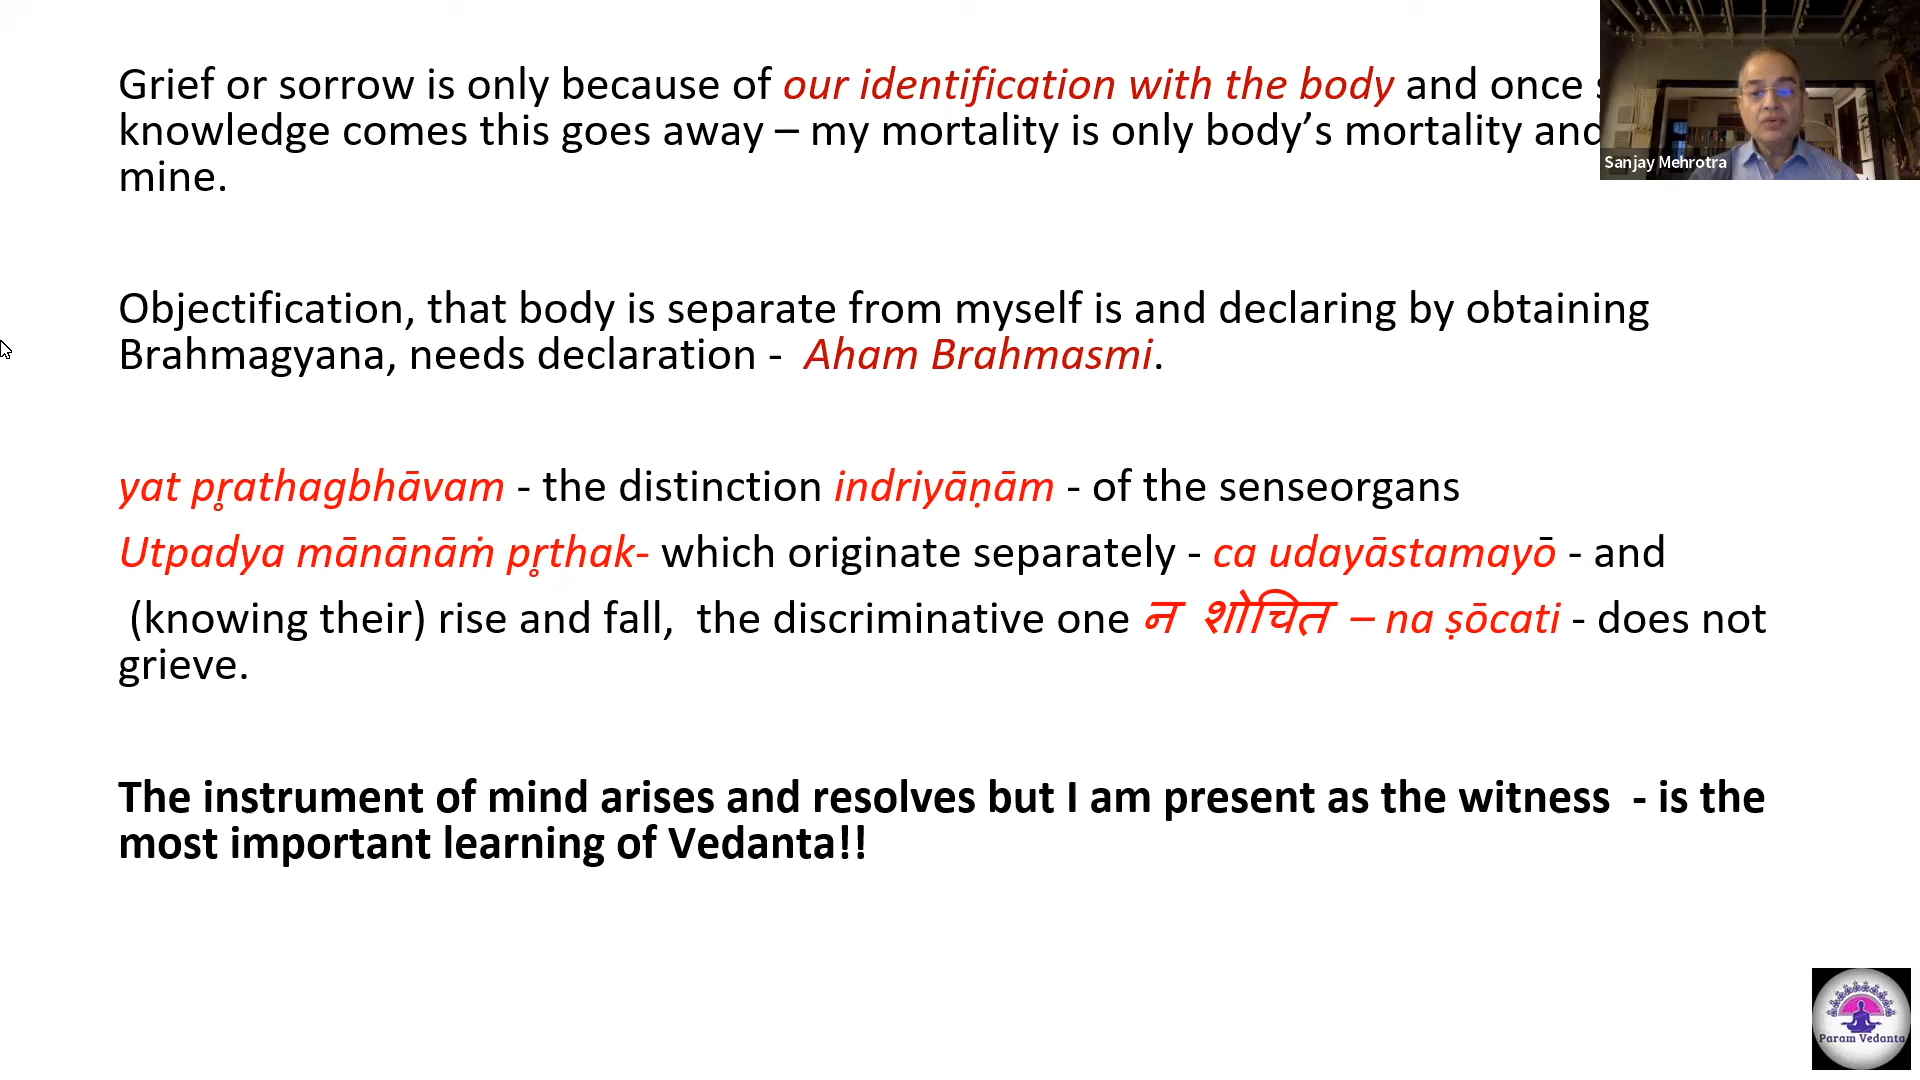 Grief or sorrow is only because of our identification with the body and once
knowledge comes this goes away – my mortality is only body’s mortality and
mine.
Sanjay Mehrotra
Objectification, that body is separate from myself is and declaring by obtaining
Brahmagyana, needs declaration - Aham Brahmasmi.
yat pr̥athagbhāvam - the distinction indriyāṇām - of the senseorgans
Utpadya mānānāṁ pr̥thak- which originate separately - ca udayāstamayō - and
(knowing their) rise and fall, the discriminative one न शोचित – na ṣōcati - does not
grieve.
The instrument of mind arises and resolves but I am present as the witness - is the
most important learning of Vedanta!!
Param Vedanta